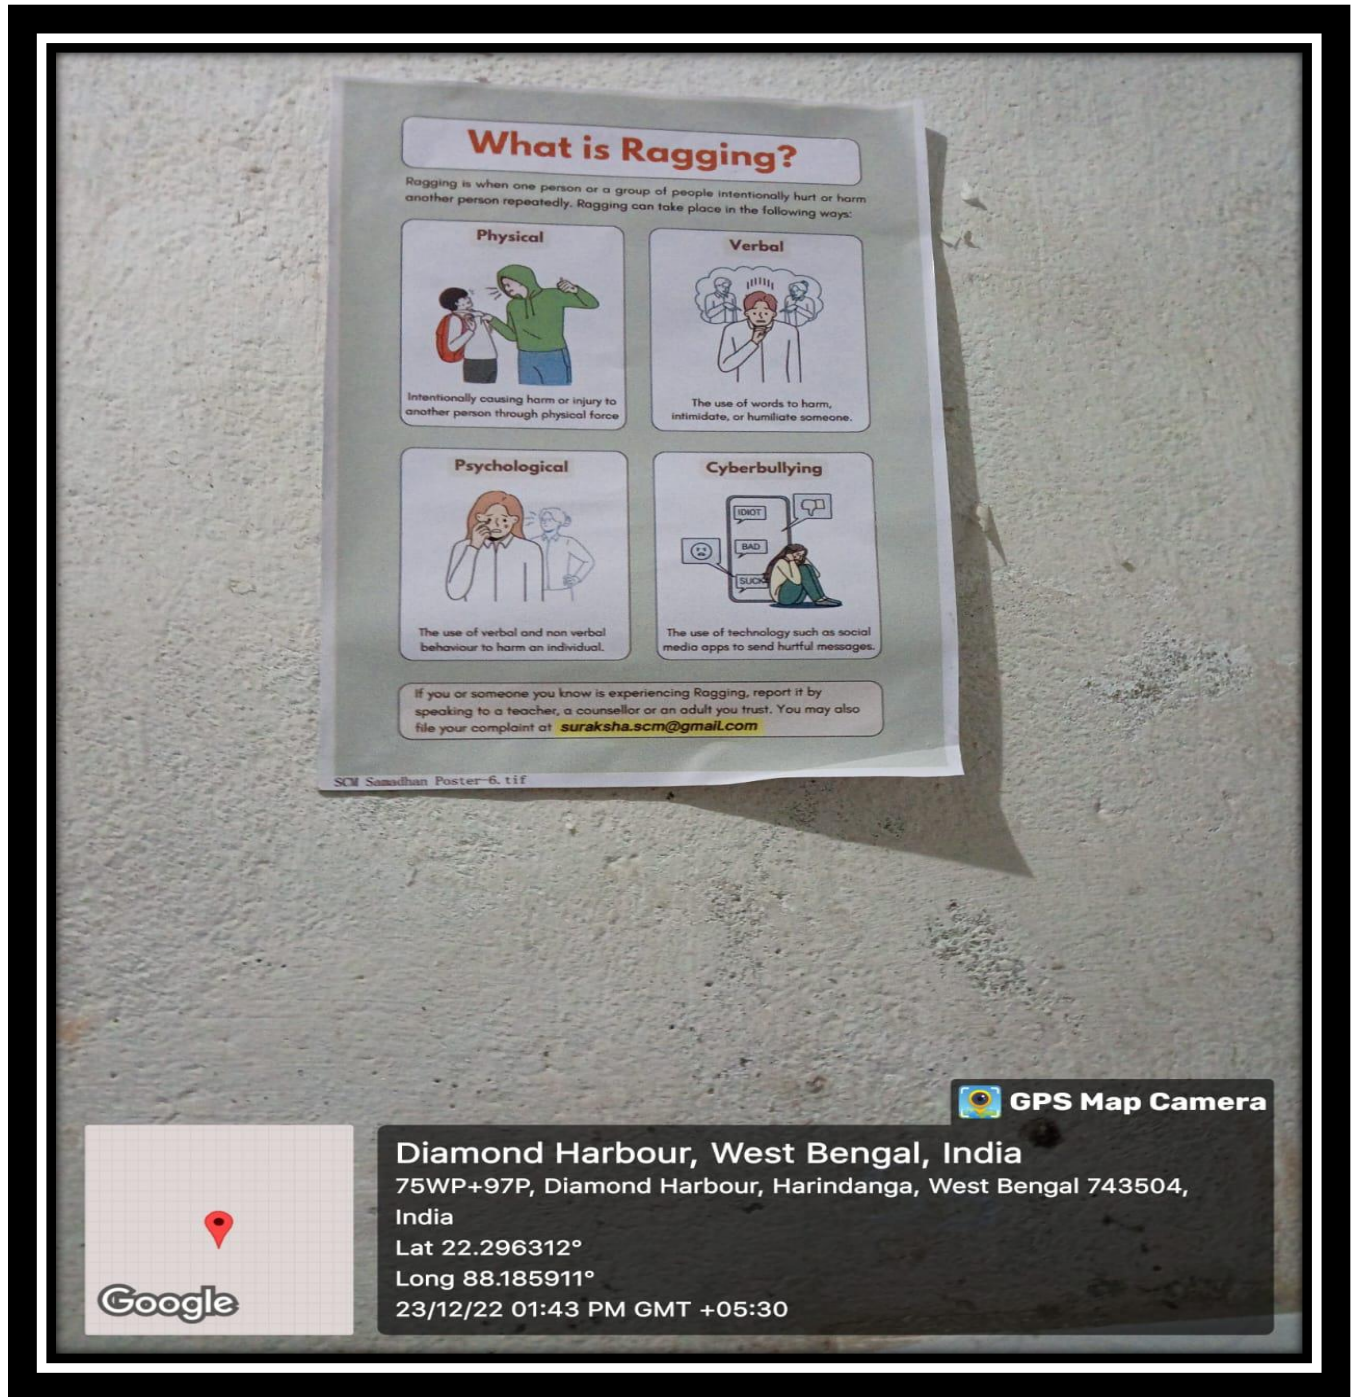 What is Ragging?
Ragging is when one person or a group of people intentionally hurt or harm
another person repeatedly. Ragging can take place in the following ways:
Physical
Intentionally causing harm or injury to
another person through physical force
Verbal
The use of words to harm,
intimidate, or humiliate someone.
Psychological
The use of verbal and non verbal
behaviour to harm an individual.
Cyberbullying
IDIOT
BAD
SUCK
The use of technology such as social
media apps to send hurtful messages.
If you or someone you know is experiencing Ragging, report it by
speaking to a teacher, a counsellor or an adult you trust. You may also
file your complaint at suraksha.scm@gmail.com
SCM Samadhan Poster-6.tif
GPS Map Camera
Diamond Harbour, West Bengal, India
75WP+97P, Diamond Harbour, Harindanga, West Bengal 743504,
India
Lat 22.296312°
Long 88.185911°
23/12/22 01:43 PM GMT +05:30
Google